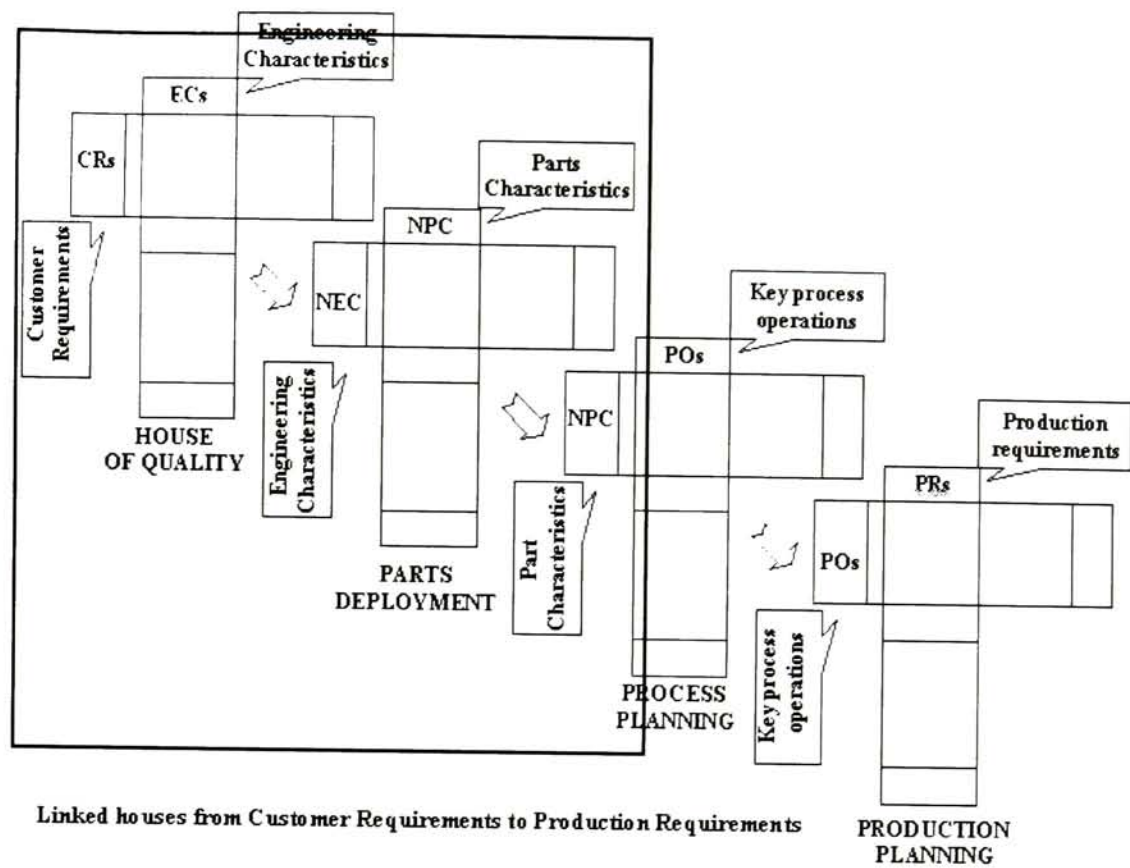 Engineering
Characteristics
ECs
CRs
Customer
Requirements
HOUSE
OF QUALITY
Parts
Characteristics
NPC
NEC
Engineering
Characteristics
PARTS
DEPLOYMENT
Key process
operations
POs
NPC
Part
Characteristics
PROCESS
PLANNING
Production
requirements
PRs
POs
Key process
operations
PRODUCTION
PLANNING
Linked houses from Customer Requirements to Production Requirements